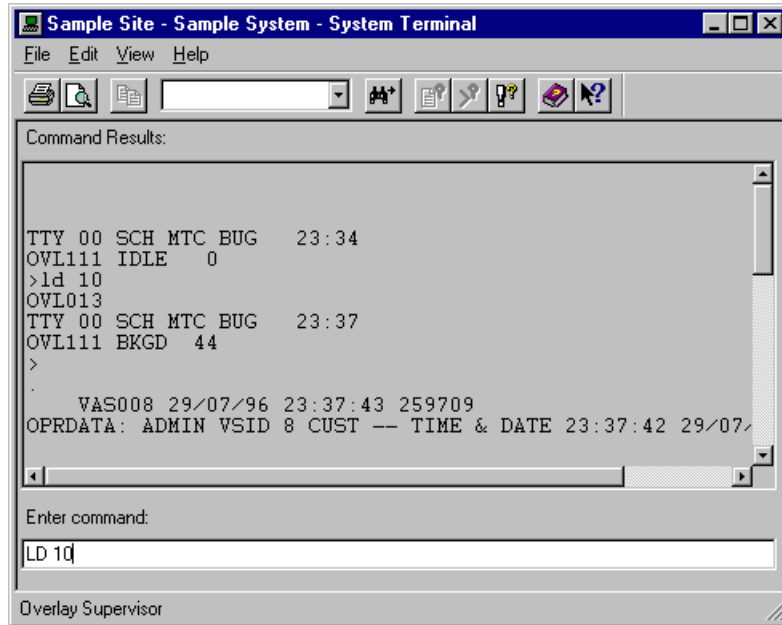 Sample Site - Sample System - System Terminal
File Edit View Help
Command Results:
TTY 00 SCH MTC BUG 23:34
OVL111 IDLE 0
>ld 10
OVL013
TTY 00 SCH MTC BUG 23:37
OVL111 BKGD 44
>
.
VAS008 29/07/96 23:37:43 259709
OPRDATA: ADMIN VSID 8 CUST -- TIME & DATE 23:37:42 29/07/
Enter command:
LD 10
Overlay Supervisor